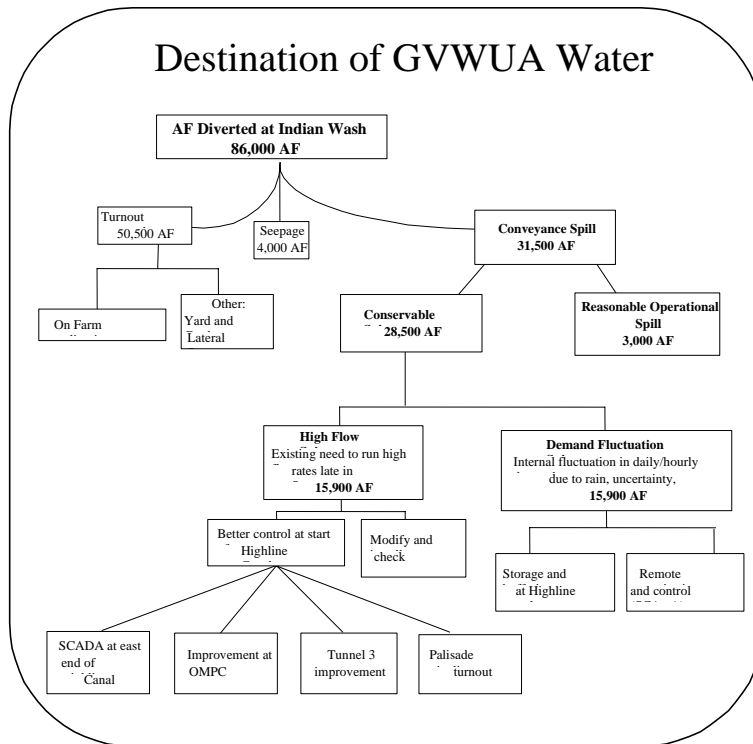 Destination of GVWUA Water
AF Diverted at Indian Wash
86,000 AF
Turnout
50,500 AF
Seepage
4,000 AF
Conveyance Spill
31,500 AF
On Farm
Other:
Yard and
Lateral
Conservable
28,500 AF
Reasonable Operational
Spill
3,000 AF
High Flow
Existing need to run high
rates late in
15,900 AF
Demand Fluctuation
Internal fluctuation in daily/hourly
due to rain, uncertainty,
15,900 AF
Better control at start
Highline
Modify and
check
Storage and
at Highline
Remote
and control
SCADA at east
end of
Canal
Improvement at
OMPC
Tunnel 3
improvement
Palisade
turnout